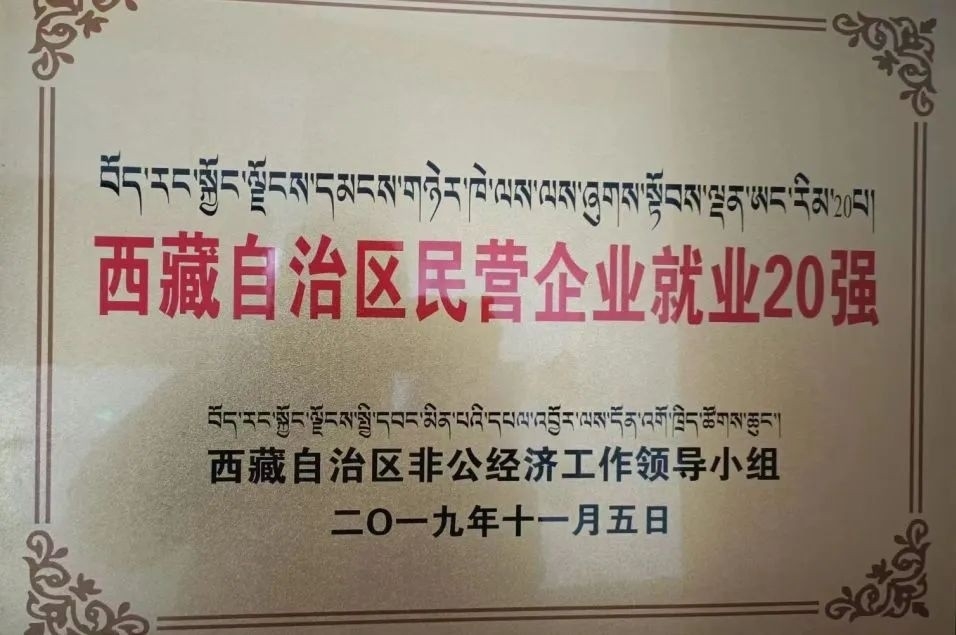 བོད་རང་སྐྱོང་ལྗོངས་དམངས་གཉེར་ཁེ་ལས་ལས་ཞུགས་སྟོབས་ལྡན་ཨང་རིམ་20པ།
西藏自治区民营企业就业20强
བོད་རང་སྐྱོང་ལྗོངས་སྤྱི་དབང་མིན་པའི་དཔལ་འབྱོར་ལས་དོན་འགོ་ཁྲིད་ཚོགས་ཆུང་།
西藏自治区非公经济工作领导小组
二〇一九年十一月五日